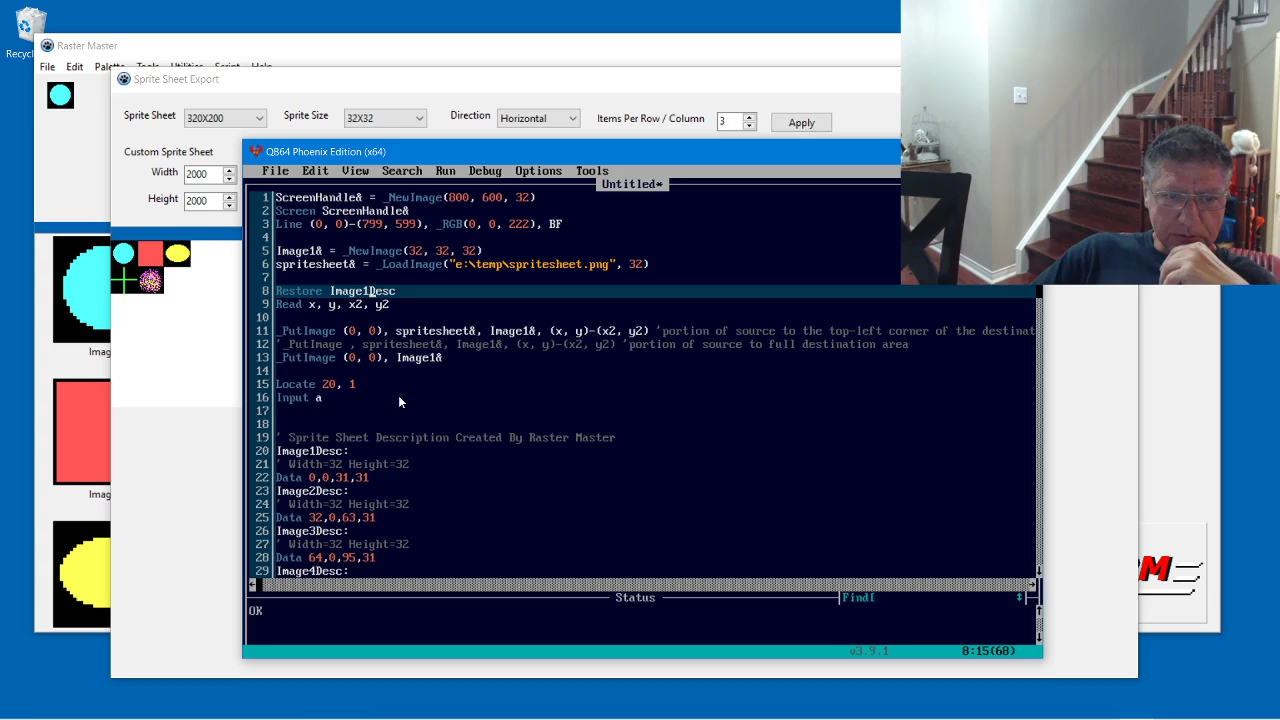 Recyc
Raster Master
File Edit Palette Tools Utilities Script Help
Sprite Sheet Export
Sprite Sheet 320X200 Sprite Size 32X32 Direction Horizontal Items Per Row / Column 3 Apply
Custom Sprite Sheet
Width 2000
Height 2000
Imag
Imag
QB64 Phoenix Edition (x64)
File Edit View Search Run Debug Options Tools
Untitled*
1 ScreenHandle& = _NewImage(800, 600, 32)
2 Screen ScreenHandle&
3 Line (0, 0)-(799, 599), _RGB(0, 0, 222), BF
4
5 Image1& = _NewImage(32, 32, 32)
6 spritesheet& = _LoadImage("e:\temp\spritesheet.png", 32)
7
8 Restore Image1Desc
9 Read x, y, x2, y2
10
11 _PutImage (0, 0), spritesheet&, Image1&, (x, y)-(x2, y2) 'portion of source to the top-left corner of the destinat
12 '_PutImage , spritesheet&, Image1&, (x, y)-(x2, y2) 'portion of source to full destination area
13 _PutImage (0, 0), Image1&
14
15 Locate 20, 1
16 Input a
17
18
19 ' Sprite Sheet Description Created By Raster Master
20 Image1Desc:
21 ' Width=32 Height=32
22 Data 0,0,31,31
23 Image2Desc:
24 ' Width=32 Height=32
25 Data 32,0,63,31
26 Image3Desc:
27 ' Width=32 Height=32
28 Data 64,0,95,31
29 Image4Desc:
Status
Find[
OK
v3.9.1 8:15(68)
M